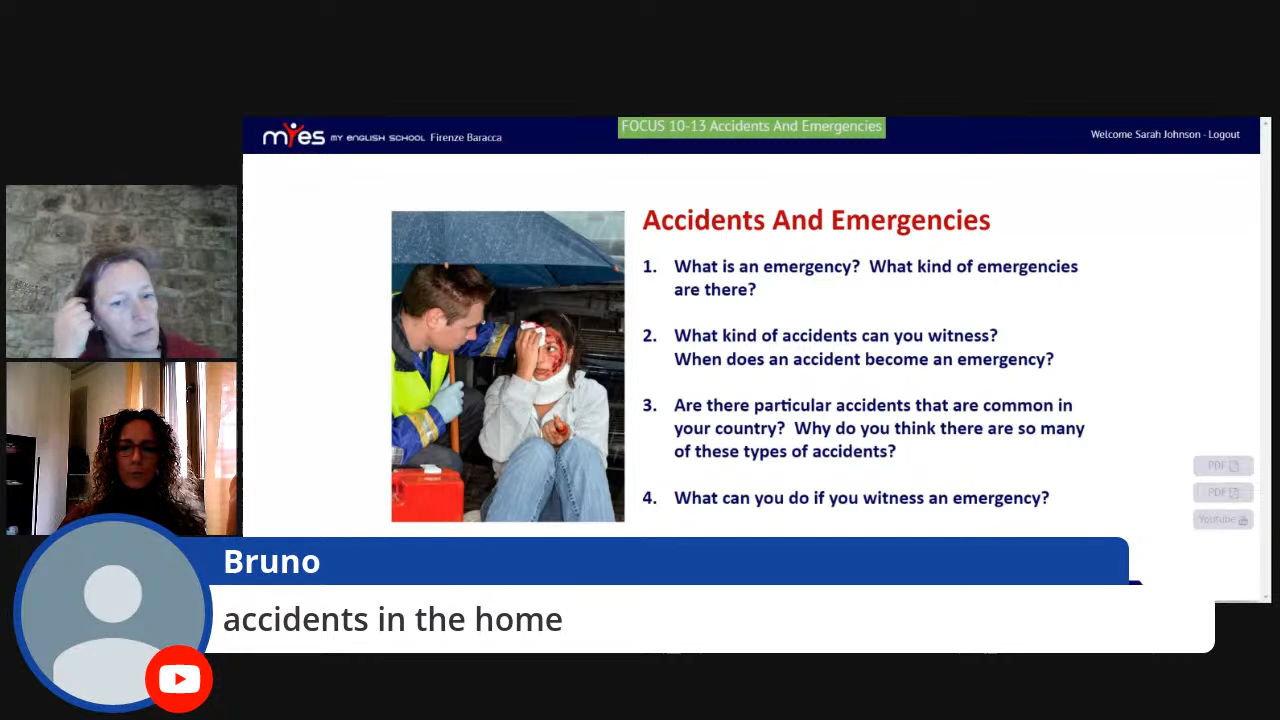 myes MY ENGLISH SCHOOL Firenze Baracca
FOCUS 10-13 Accidents And Emergencies
Welcome Sarah Johnson - Logout
Accidents And Emergencies
1. What is an emergency? What kind of emergencies
are there?
2. What kind of accidents can you witness?
When does an accident become an emergency?
3. Are there particular accidents that are common in
your country? Why do you think there are so many
of these types of accidents?
4. What can you do if you witness an emergency?
PDF
PDF
Youtube
Bruno
accidents in the home